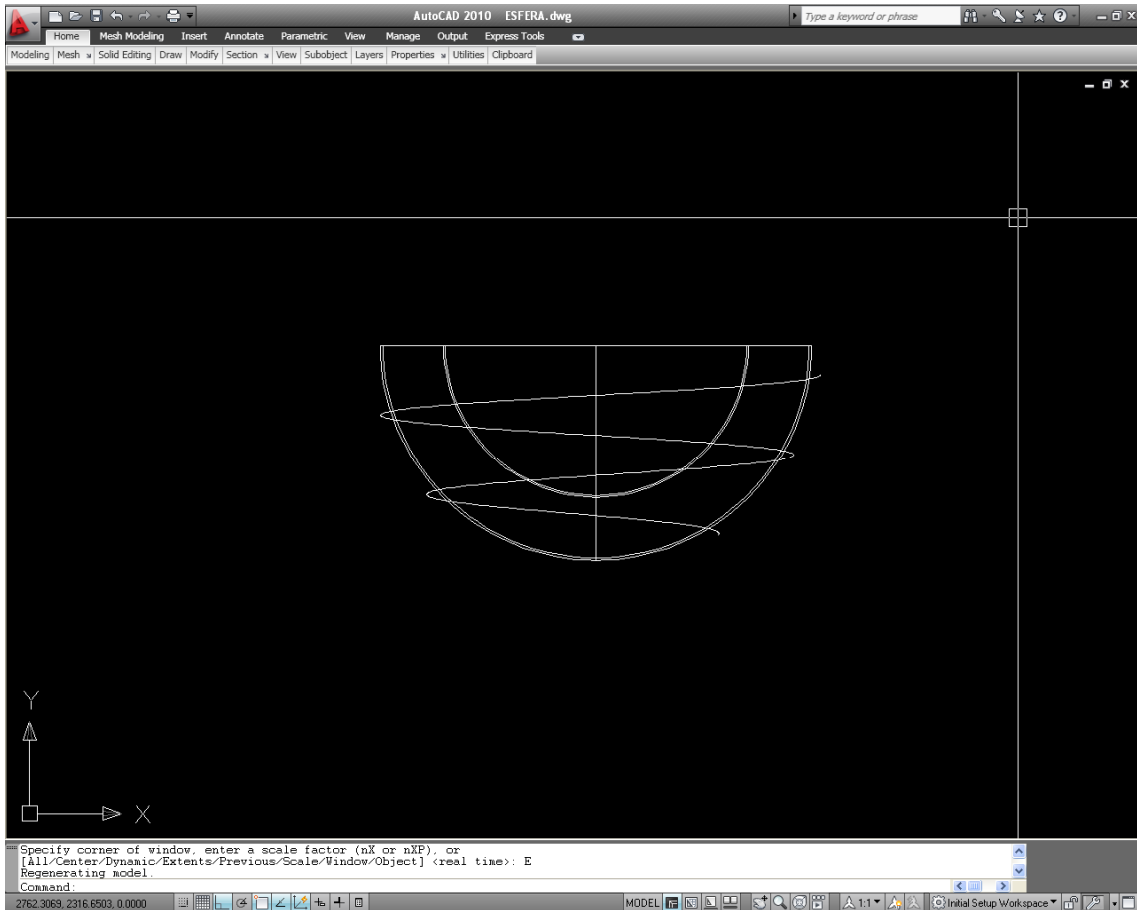 AutoCAD 2010 ESFERA.dwg
Type a keyword or phrase
Home Mesh Modeling Insert Annotate Parametric View Manage Output Express Tools
Modeling Mesh Solid Editing Draw Modify Section View Subobject Layers Properties Utilities Clipboard
Y
X
Specify corner of window, enter a scale factor (nX or nXP), or
[All/Center/Dynamic/Extents/Previous/Scale/Window/Object] <real time>: E
Regenerating model.
Command:
2762.3069, 2316.6503, 0.0000 MODEL 1:1 Initial Setup Workspace